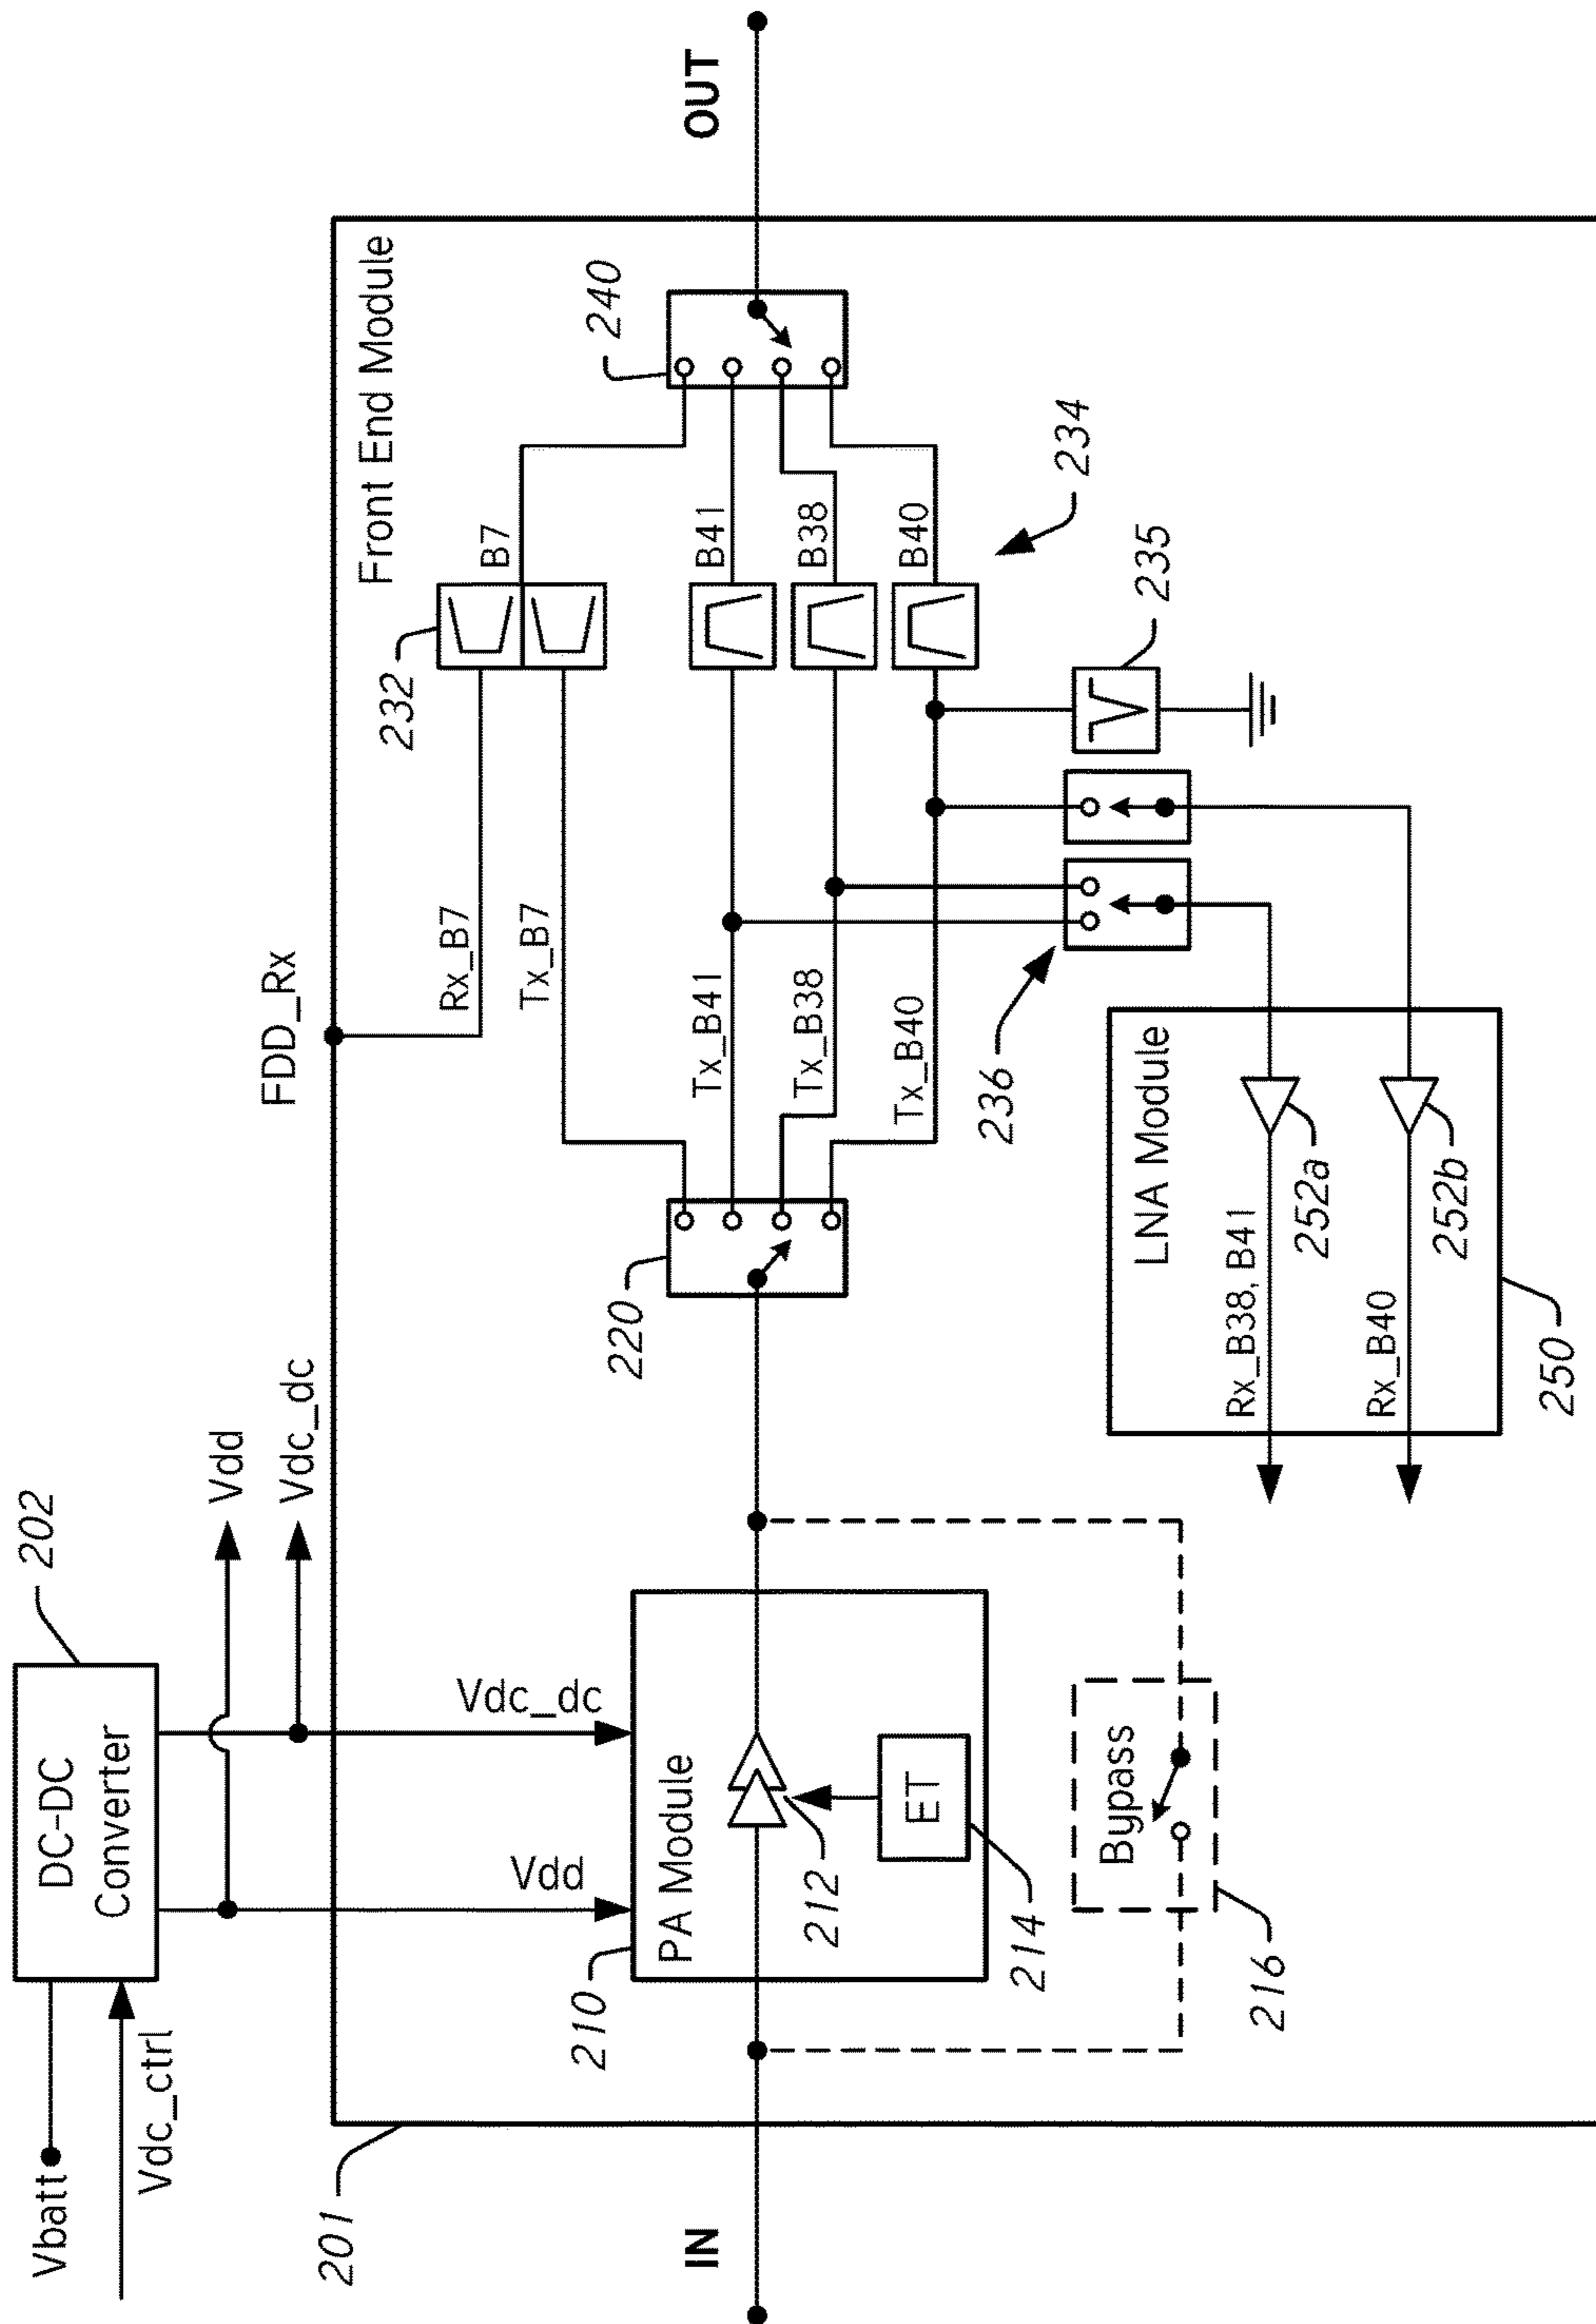 Vbatt
Vdc_ctrl
DC-DC
Converter
202
Vdd
Vdc_dc
FDD_Rx
201
Front End Module
Vdd
Vdc_dc
210
PA Module
212
ET
214
Bypass
216
IN
220
Rx_B7
Tx_B7
Tx_B41
Tx_B38
Tx_B40
232
B7
B41
B38
B40
234
235
236
240
OUT
LNA Module
Rx_B38, B41
252a
Rx_B40
252b
250